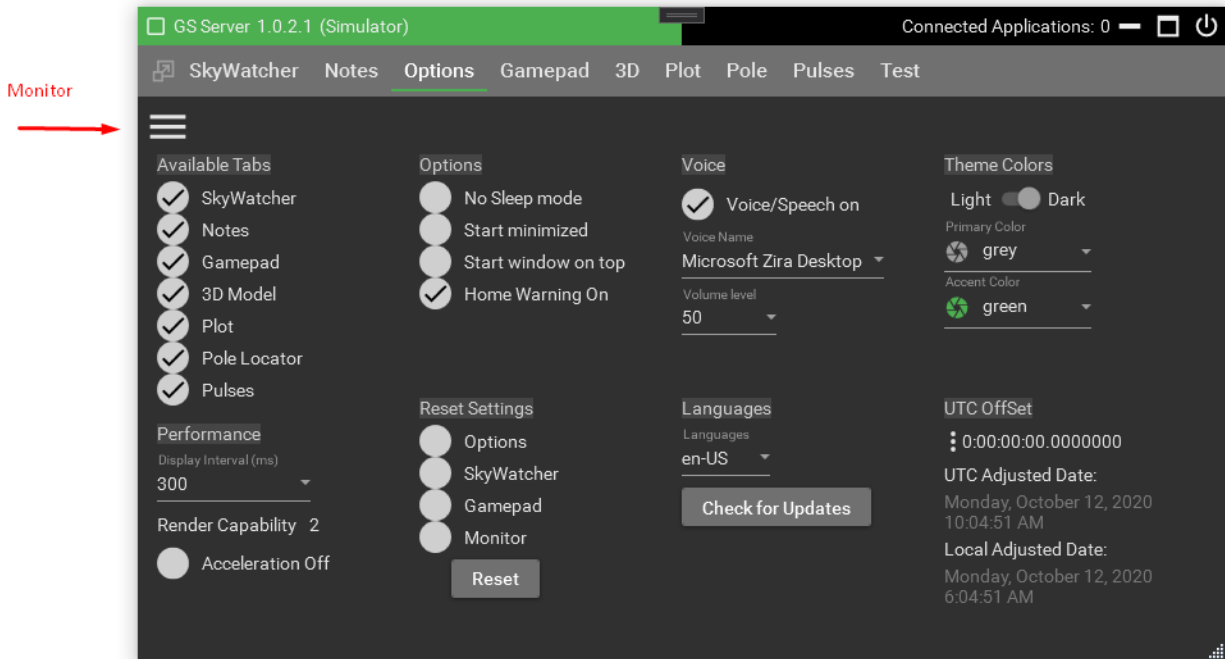 GS Server 1.0.2.1 (Simulator)
Connected Applications: 0
SkyWatcher Notes Options Gamepad 3D Plot Pole Pulses Test
Monitor
Available Tabs
SkyWatcher
Notes
Gamepad
3D Model
Plot
Pole Locator
Pulses
Performance
Display Interval (ms)
300
Render Capability 2
Acceleration Off
Options
No Sleep mode
Start minimized
Start window on top
Home Warning On
Reset Settings
Options
SkyWatcher
Gamepad
Monitor
Reset
Voice
Voice/Speech on
Voice Name
Microsoft Zira Desktop
Volume level
50
Languages
Languages
en-US
Check for Updates
Theme Colors
Light Dark
Primary Color
grey
Accent Color
green
UTC OffSet
0:00:00:00.0000000
UTC Adjusted Date:
Monday, October 12, 2020
10:04:51 AM
Local Adjusted Date:
Monday, October 12, 2020
6:04:51 AM